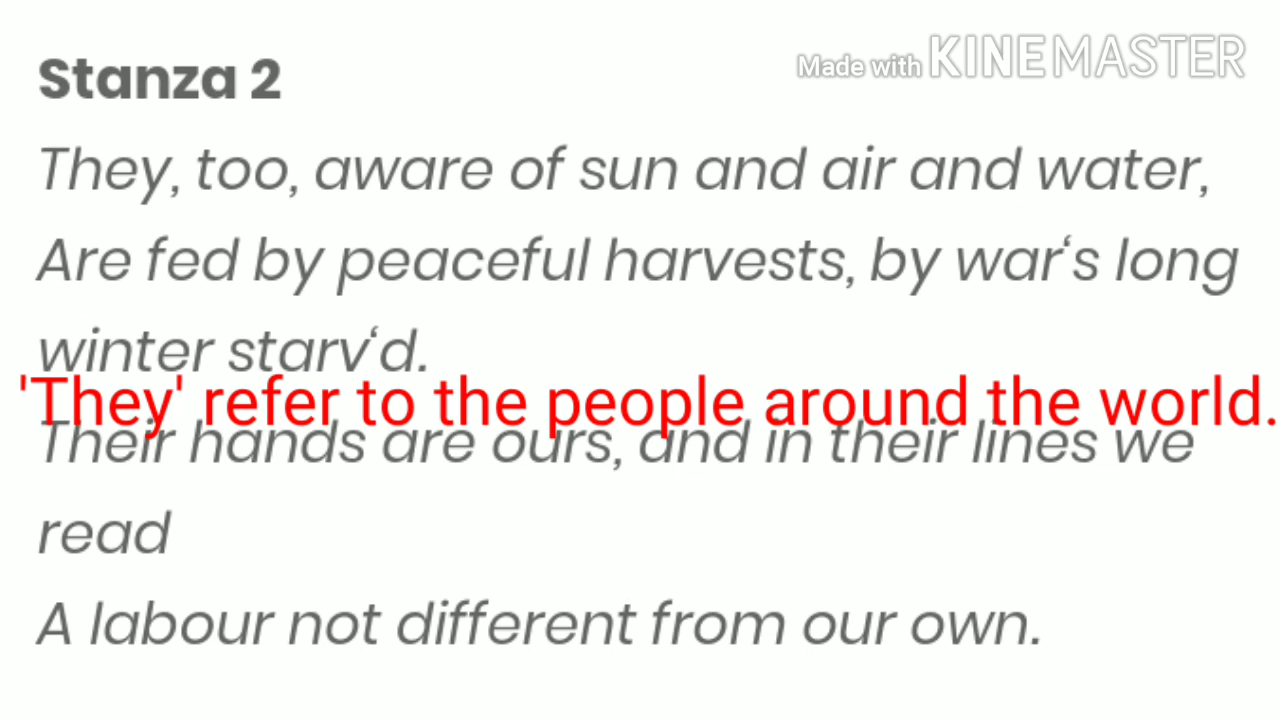 Made with KINEMASTER
Stanza 2
They, too, aware of sun and air and water,
Are fed by peaceful harvests, by war‘s long
winter starv‘d.
'They' refer to the people around the world.
Their hands are ours, and in their lines we
read
A labour not different from our own.